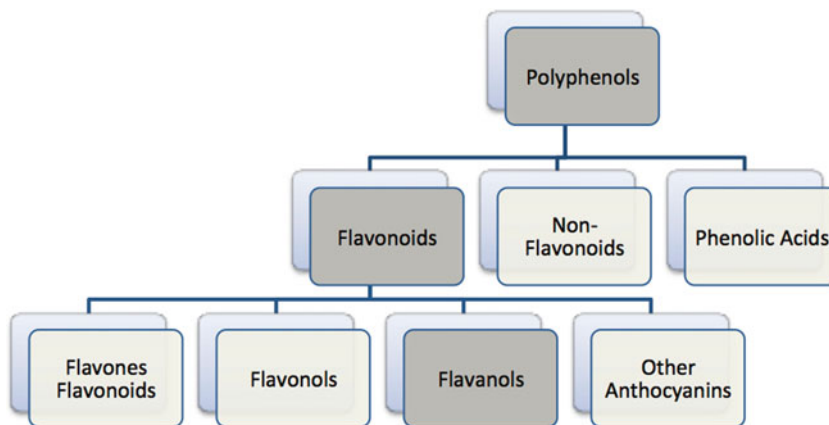 Polyphenols
Flavonoids
Non-
Flavonoids
Phenolic Acids
Flavones
Flavonoids
Flavonols
Flavanols
Other
Anthocyanins